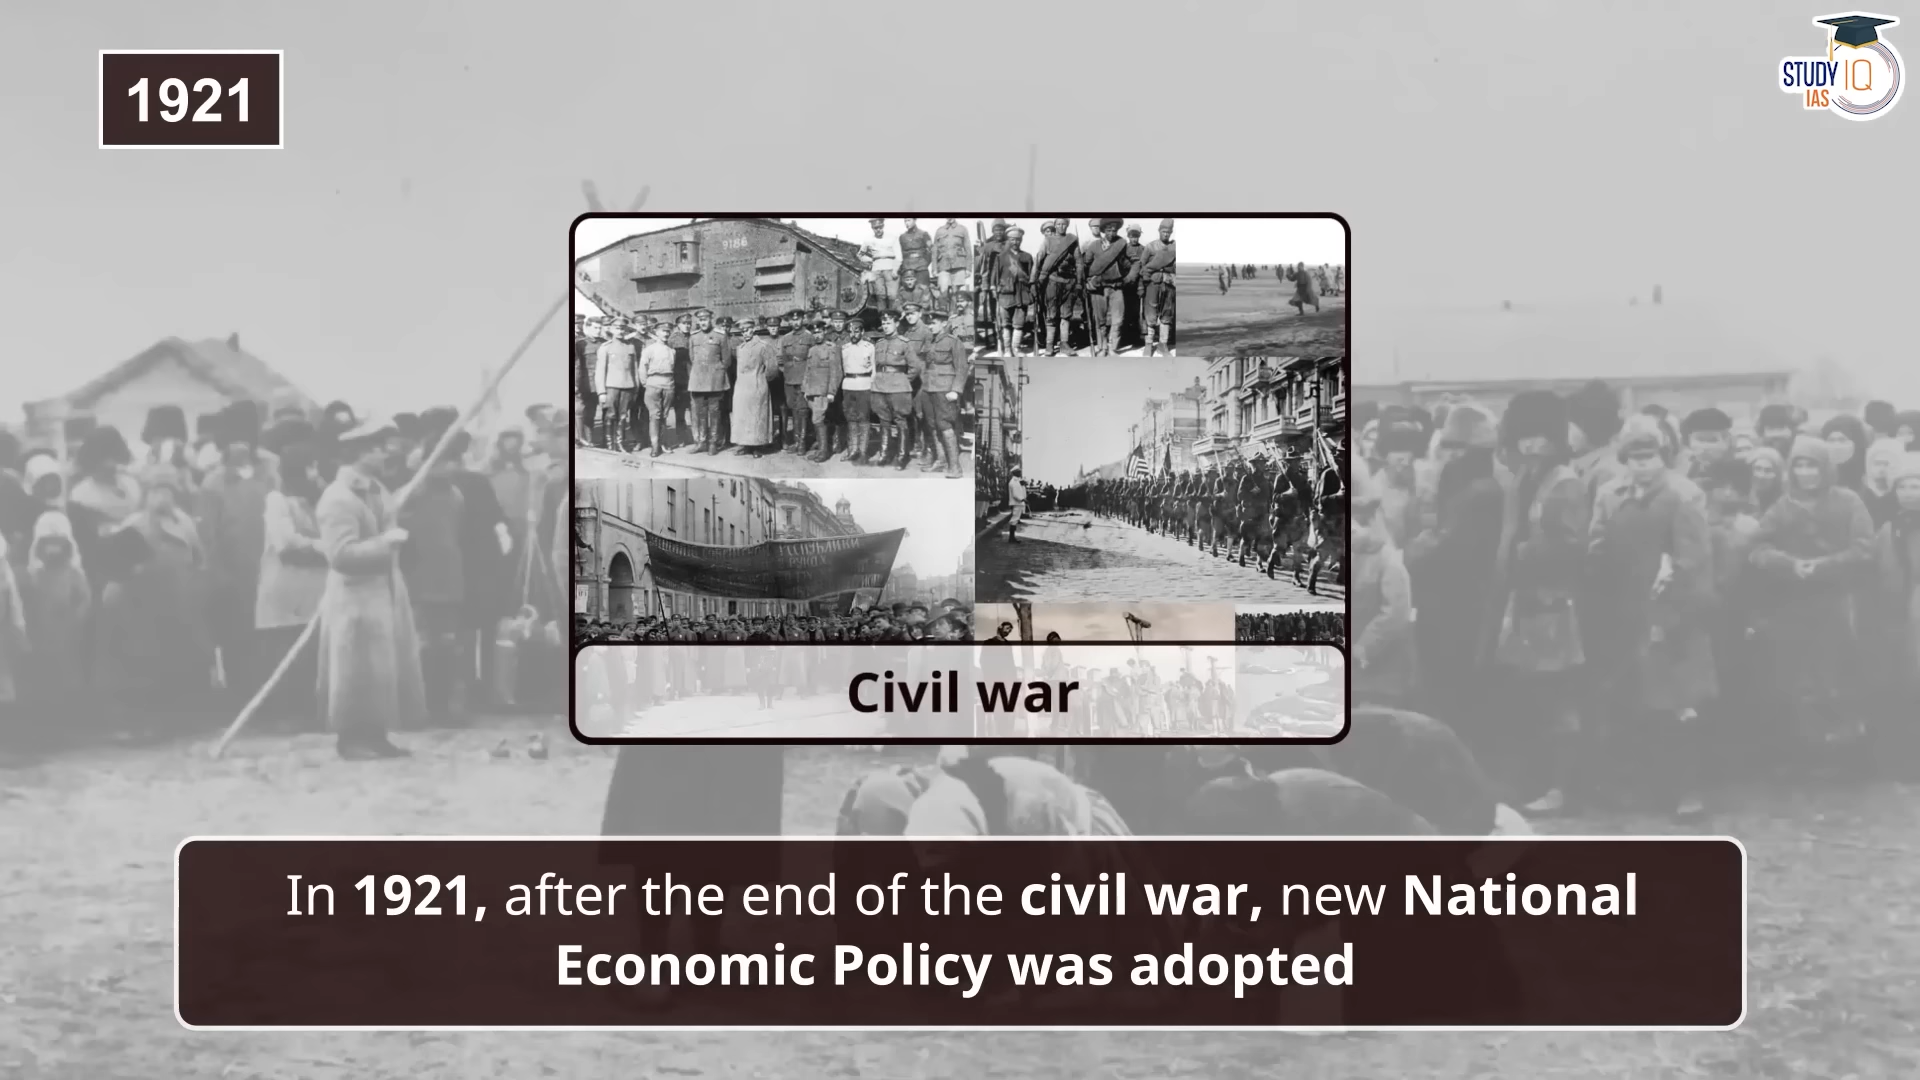 1921
STUDY IQ
IAS
9186
Civil war
In 1921, after the end of the civil war, new National
Economic Policy was adopted